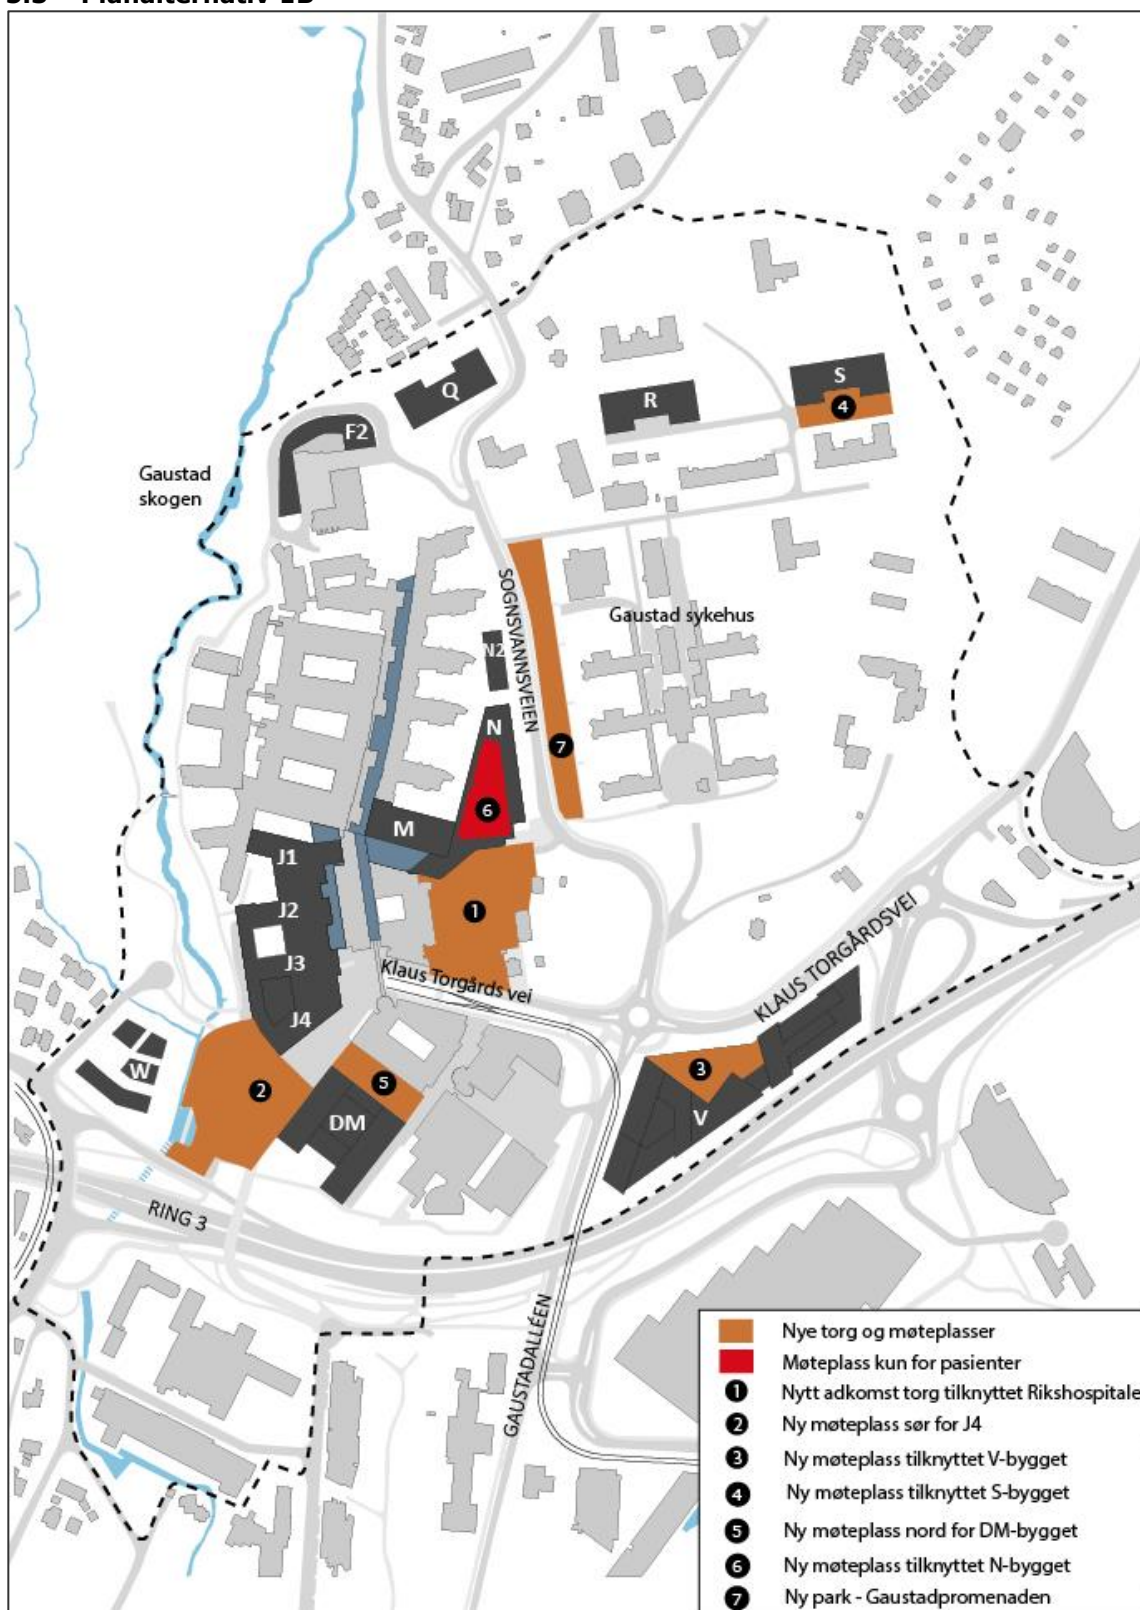 Q
S
4
R
F2
Gaustad
skogen
SOGNSVANNSVEIEN
Gaustad sykehus
N2
N
7
6
M
J1
J2
1
J3
Klaus Torgårds vei
KLAUS TORGÅRDSVEI
J4
W
2
5
3
DM
V
RING 3
GAUSTADALLÉEN
Nye torg og møteplasser
Møteplass kun for pasienter
1 Nytt adkomst torg tilknyttet Rikshospitale
2 Ny møteplass sør for J4
3 Ny møteplass tilknyttet V-bygget
4 Ny møteplass tilknyttet S-bygget
5 Ny møteplass nord for DM-bygget
6 Ny møteplass tilknyttet N-bygget
7 Ny park - Gaustadpromenaden